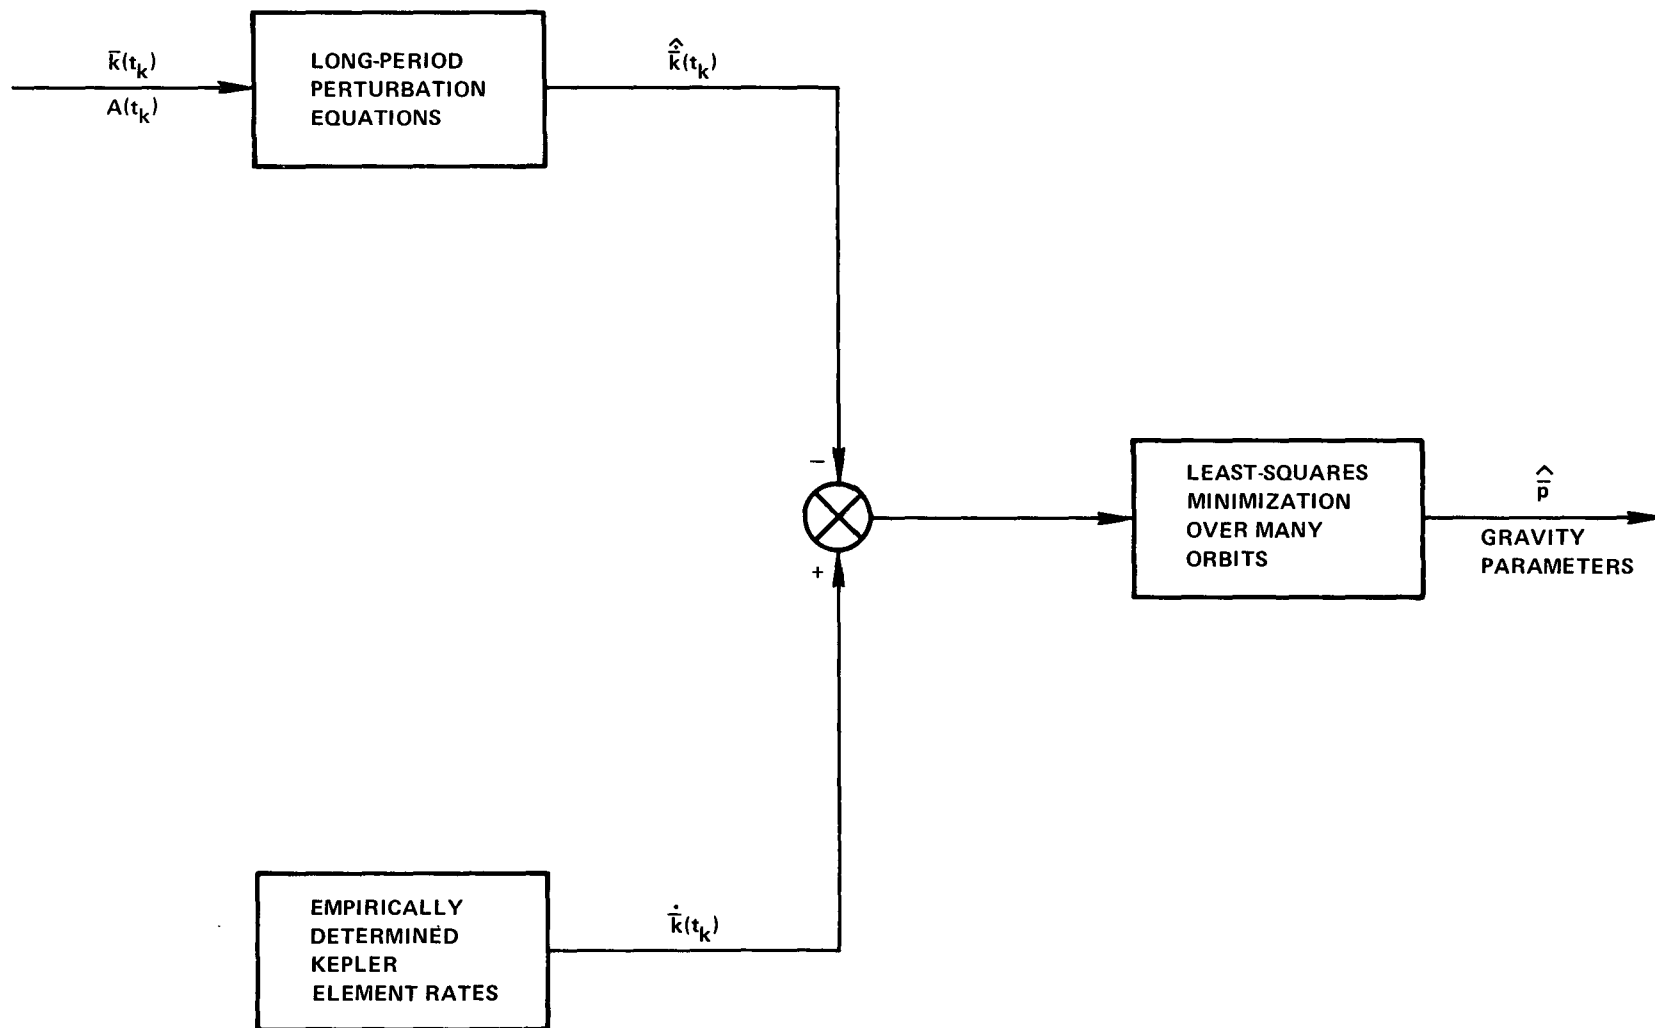 k̄(tₖ)
A(tₖ)
LONG-PERIOD
PERTURBATION
EQUATIONS
k̂̄̇(tₖ)
−
+
LEAST-SQUARES
MINIMIZATION
OVER MANY
ORBITS
p̂̄
GRAVITY
PARAMETERS
EMPIRICALLY
DETERMINED
KEPLER
ELEMENT RATES
k̄̇(tₖ)